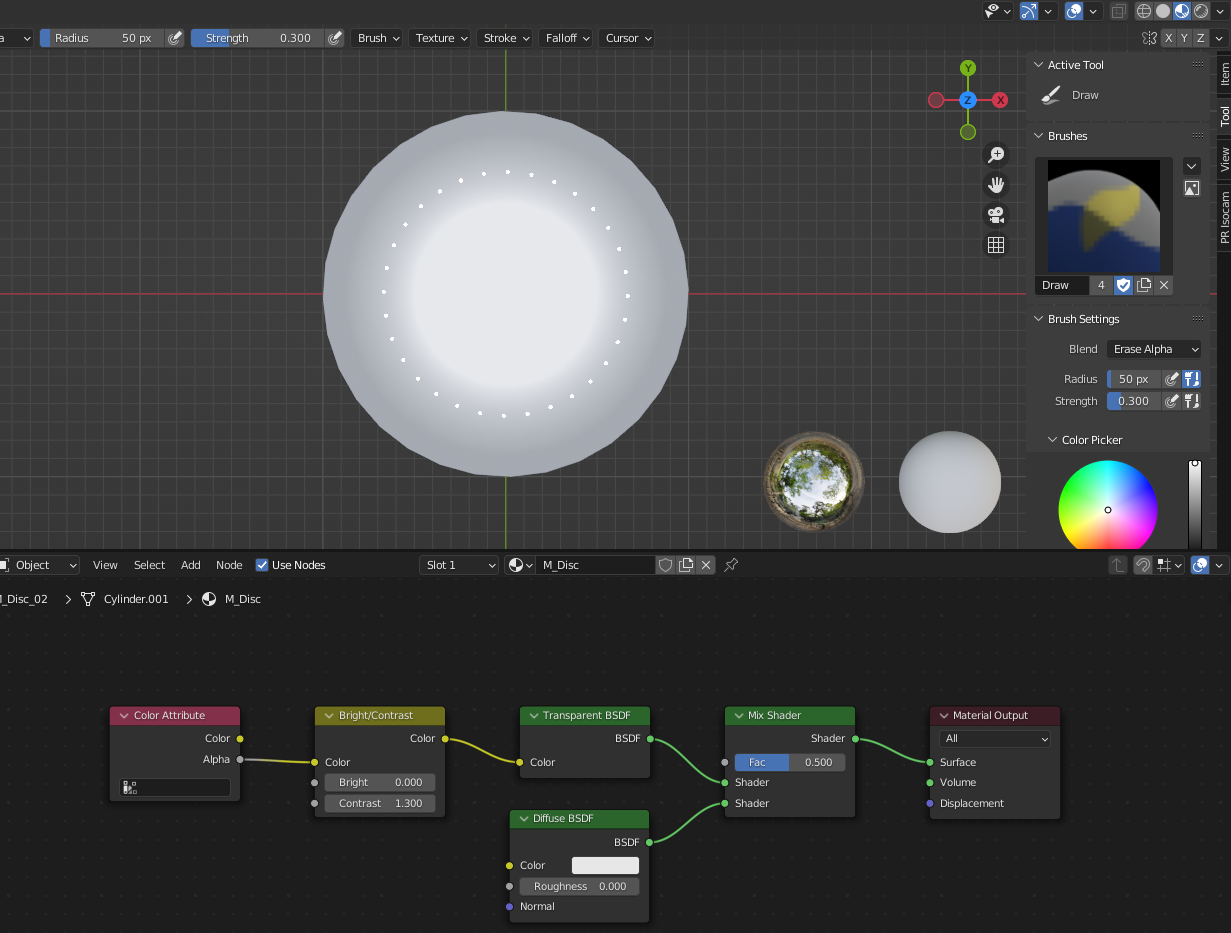 Radius 50 px Strength 0.300 Brush Texture Stroke Falloff Cursor X Y Z
Active Tool
Draw
Brushes
Draw 4
Brush Settings
Blend Erase Alpha
Radius 50 px
Strength 0.300
Color Picker
Item
Tool
View
PR Isocam
Y
Z X
Object View Select Add Node Use Nodes Slot 1 M_Disc
M_Disc_02 Cylinder.001 M_Disc
Color Attribute
Color
Alpha
Bright/Contrast
Color
Color
Bright 0.000
Contrast 1.300
Transparent BSDF
BSDF
Color
Diffuse BSDF
BSDF
Color
Roughness 0.000
Normal
Mix Shader
Shader
Fac 0.500
Shader
Shader
Material Output
All
Surface
Volume
Displacement